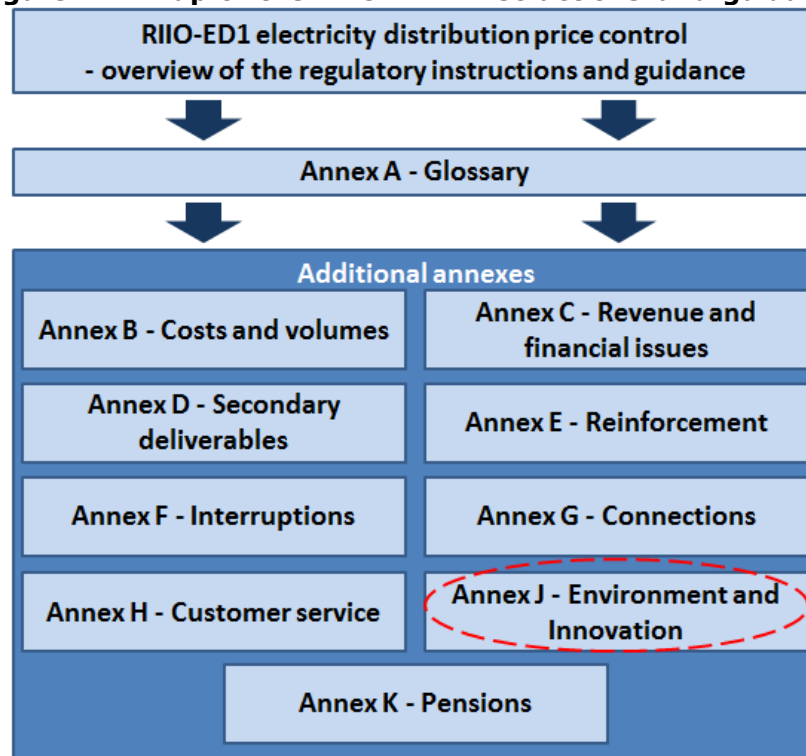 RIIO-ED1 electricity distribution price control
- overview of the regulatory instructions and guidance
Annex A - Glossary
Additional annexes
Annex B - Costs and volumes
Annex C - Revenue and
financial issues
Annex D - Secondary
deliverables
Annex E - Reinforcement
Annex F - Interruptions
Annex G - Connections
Annex H - Customer service
Annex J - Environment and
Innovation
Annex K - Pensions